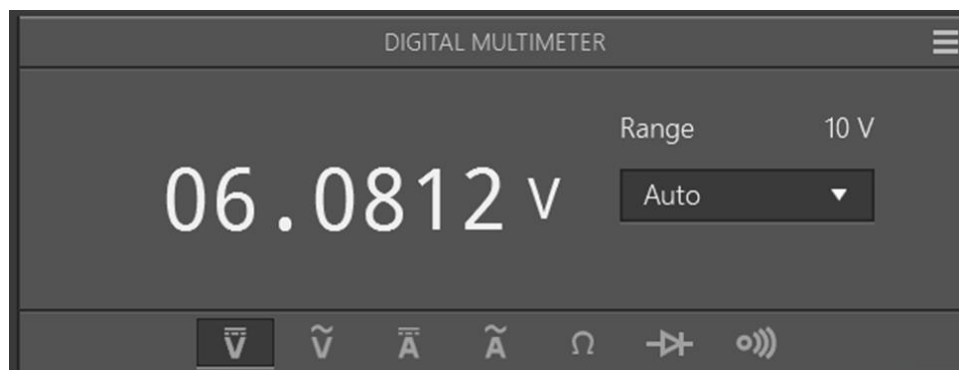 DIGITAL MULTIMETER
Range 10 V
06.0812 V
Auto
V V A A Ω